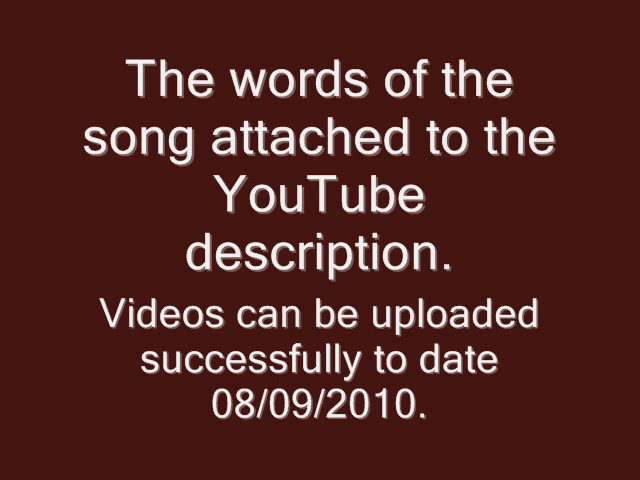 The words of the
song attached to the
YouTube
description.
Videos can be uploaded
successfully to date
08/09/2010.